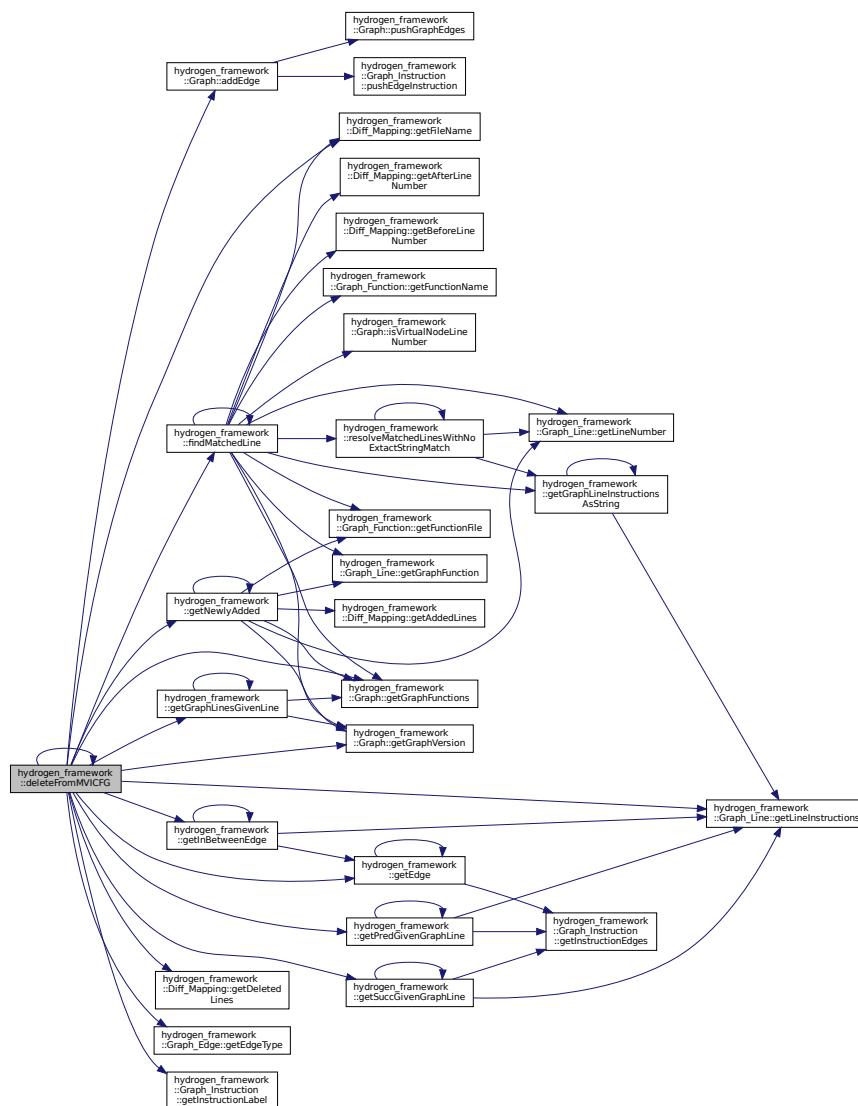 hydrogen_framework
::Graph::pushGraphEdges
hydrogen_framework
::Graph::addEdge
hydrogen_framework
::Graph_Instruction
::pushEdgeInstruction
hydrogen_framework
::Diff_Mapping::getFileName
hydrogen_framework
::Diff_Mapping::getAfterLine
Number
hydrogen_framework
::Diff_Mapping::getBeforeLine
Number
hydrogen_framework
::Graph_Function::getFunctionName
hydrogen_framework
::Graph::isVirtualNodeLine
Number
hydrogen_framework
::findMatchedLine
hydrogen_framework
::resolveMatchedLinesWithNo
ExtactStringMatch
hydrogen_framework
::Graph_Line::getLineNumber
hydrogen_framework
::getGraphLineInstructions
AsString
hydrogen_framework
::Graph_Function::getFunctionFile
hydrogen_framework
::Graph_Line::getGraphFunction
hydrogen_framework
::getNewlyAdded
hydrogen_framework
::Diff_Mapping::getAddedLines
hydrogen_framework
::getGraphLinesGivenLine
hydrogen_framework
::Graph::getGraphFunctions
hydrogen_framework
::Graph::getGraphVersion
hydrogen_framework
::deleteFromMVICFG
hydrogen_framework
::Graph_Line::getLineInstructions
hydrogen_framework
::getInBetweenEdge
hydrogen_framework
::getEdge
hydrogen_framework
::getPredGivenGraphLine
hydrogen_framework
::Graph_Instruction
::getInstructionEdges
hydrogen_framework
::Diff_Mapping::getDeleted
Lines
hydrogen_framework
::getSuccGivenGraphLine
hydrogen_framework
::Graph_Edge::getEdgeType
hydrogen_framework
::Graph_Instruction
::getInstructionLabel